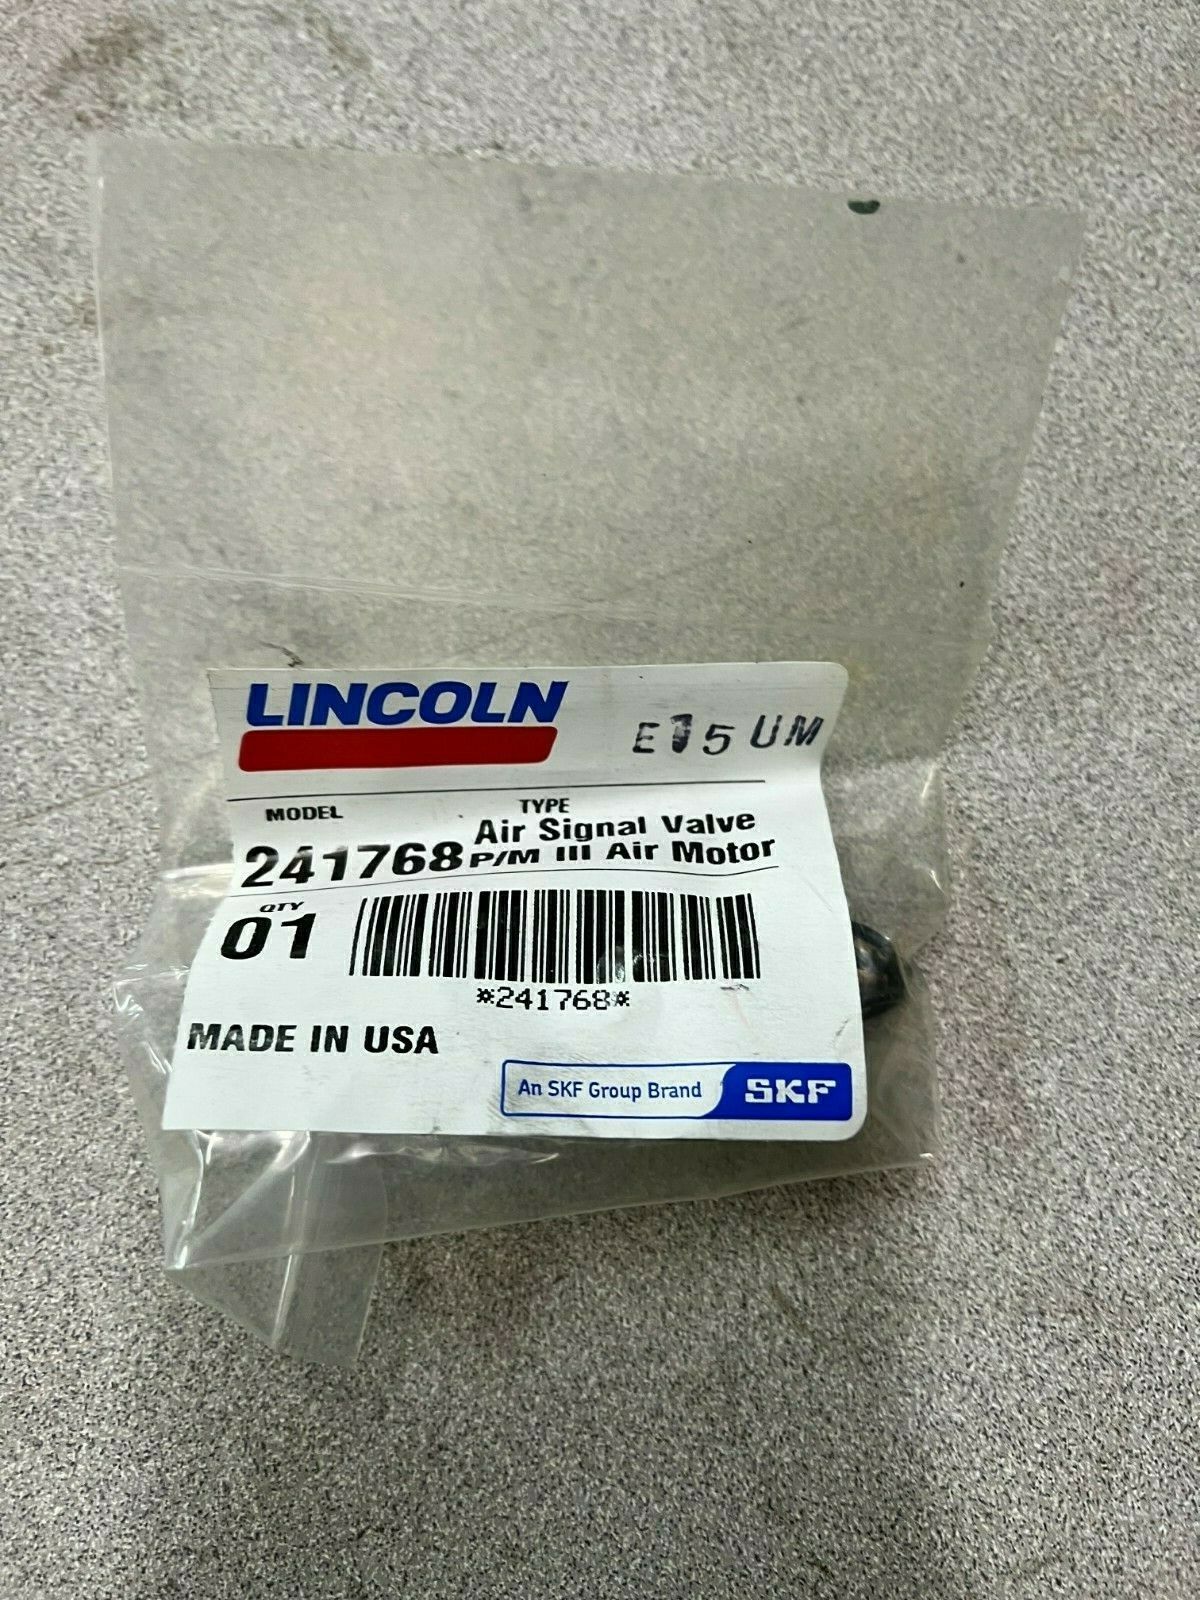 LINCOLN
E15UM
MODEL TYPE
241768 Air Signal Valve
P/M III Air Motor
QTY
01
*241768*
MADE IN USA
An SKF Group Brand SKF